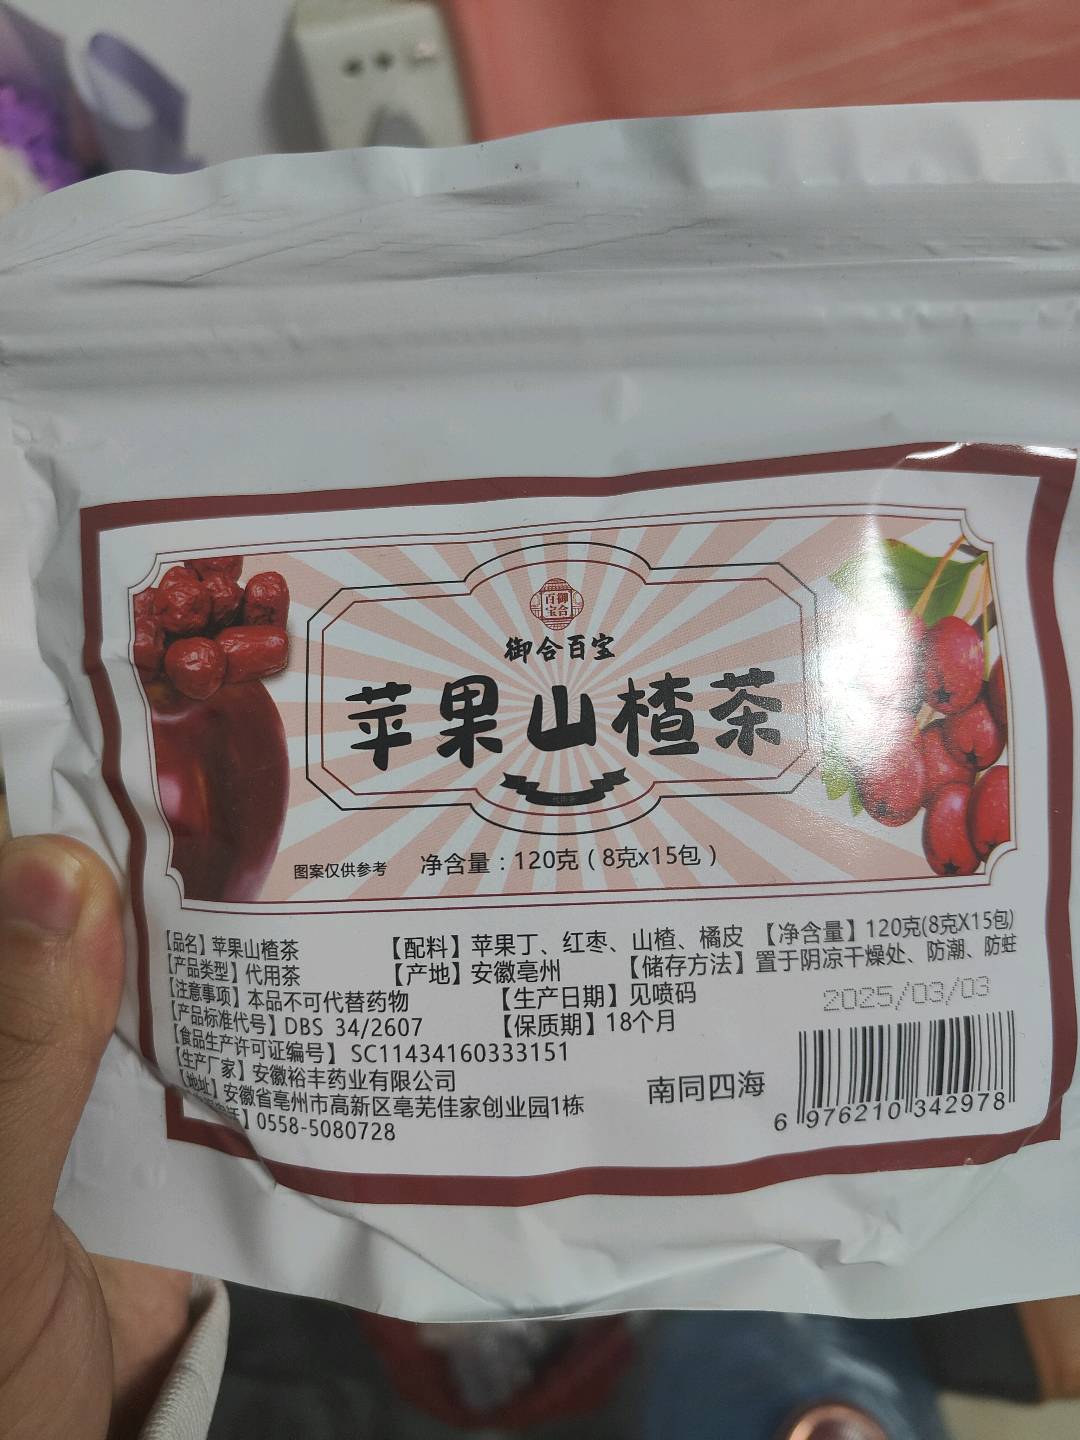 百御
宝合
御合百宝
苹果山楂茶
图案仅供参考
净含量：120克（8克x15包）
【品名】苹果山楂茶
【配料】苹果丁、红枣、山楂、橘皮
【净含量】120克(8克X15包)
【产品类型】代用茶
【产地】安徽亳州
【储存方法】置于阴凉干燥处、防潮、防蛀
【注意事项】本品不可代替药物
【生产日期】见喷码
2025/03/03
【产品标准代号】DBS 34/2607
【保质期】18个月
【食品生产许可证编号】SC11434160333151
【生产厂家】安徽裕丰药业有限公司
【地址】安徽省亳州市高新区亳芜佳家创业园1栋
】0558-5080728
南同四海
6 976210 342978